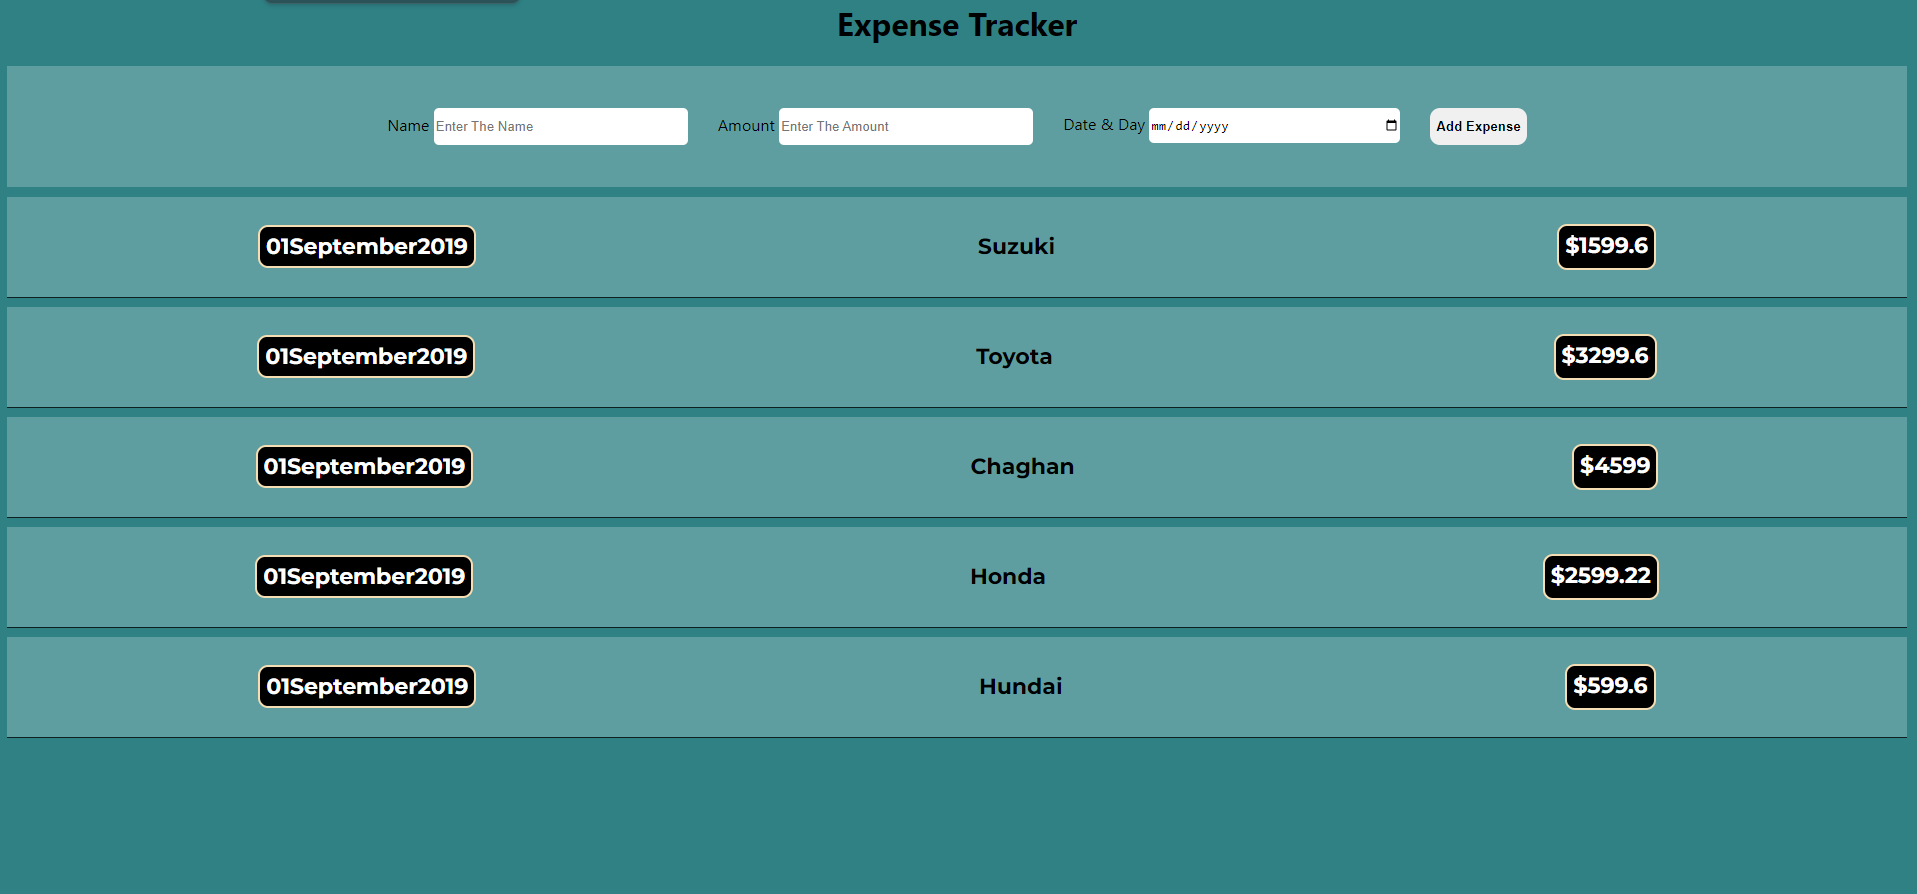 Expense Tracker
Name Enter The Name Amount Enter The Amount Date & Day mm/dd/yyyy Add Expense
01September2019 Suzuki $1599.6
01September2019 Toyota $3299.6
01September2019 Chaghan $4599
01September2019 Honda $2599.22
01September2019 Hundai $599.6